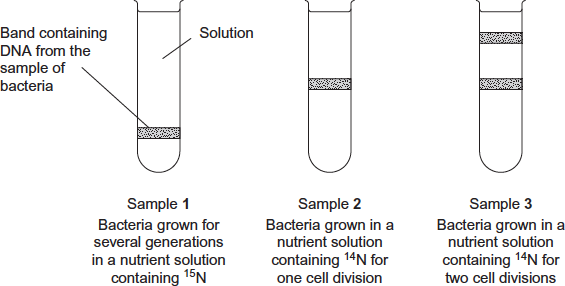 Band containing
DNA from the
sample of
bacteria
Solution
Sample 1
Bacteria grown for
several generations
in a nutrient solution
containing ¹⁵N
Sample 2
Bacteria grown in a
nutrient solution
containing ¹⁴N for
one cell division
Sample 3
Bacteria grown in a
nutrient solution
containing ¹⁴N for
two cell divisions